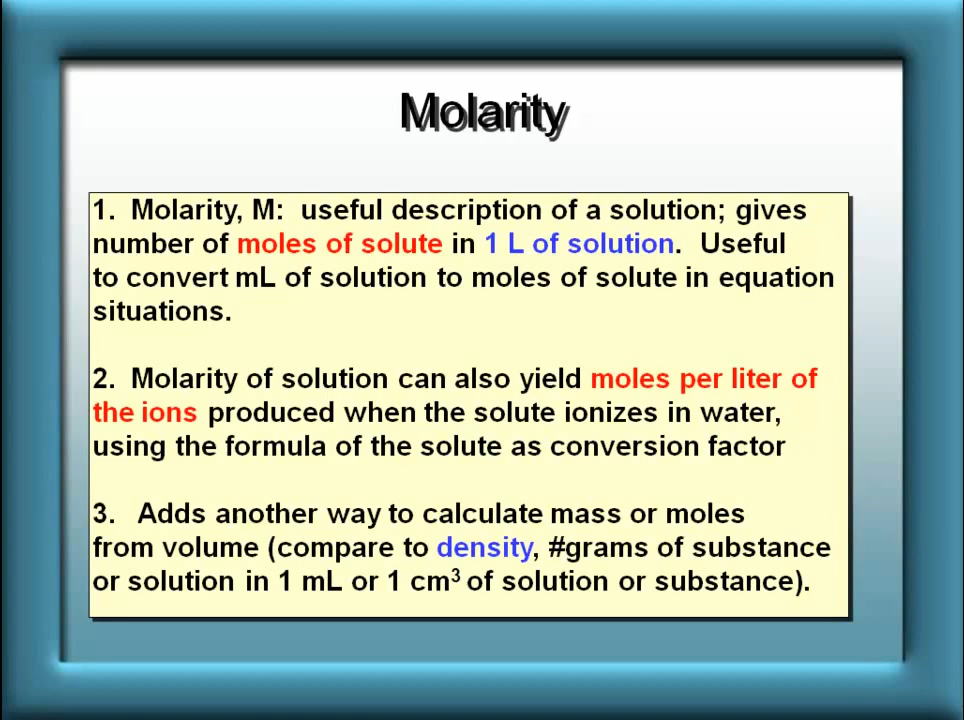 Molarity
1. Molarity, M: useful description of a solution; gives
number of moles of solute in 1 L of solution. Useful
to convert mL of solution to moles of solute in equation
situations.
2. Molarity of solution can also yield moles per liter of
the ions produced when the solute ionizes in water,
using the formula of the solute as conversion factor
3. Adds another way to calculate mass or moles
from volume (compare to density, #grams of substance
or solution in 1 mL or 1 cm³ of solution or substance).